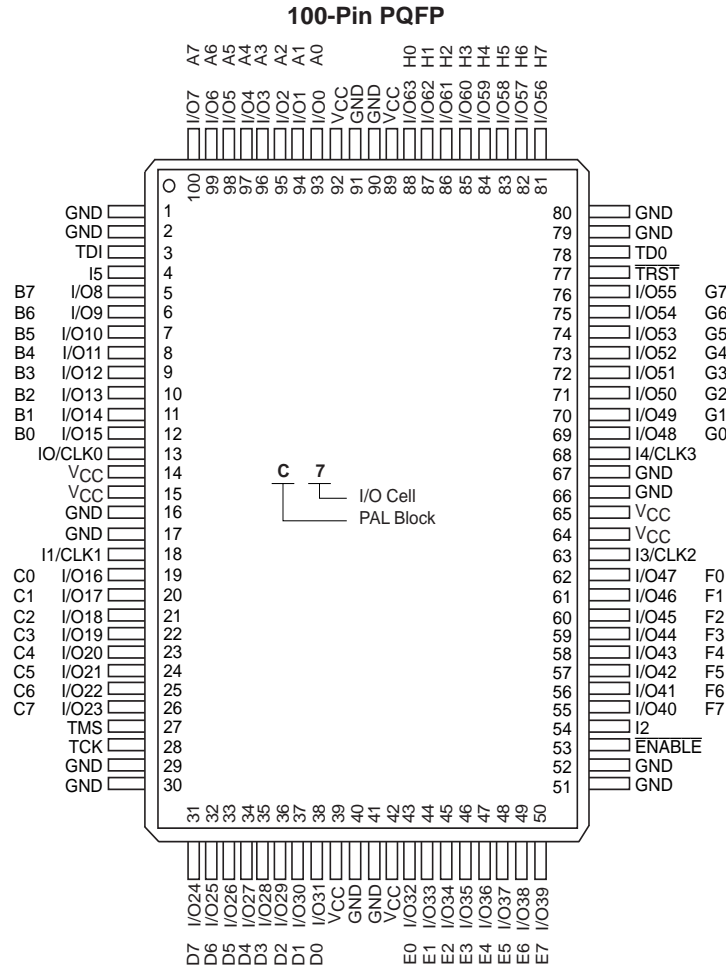 100-Pin PQFP
A7 A6 A5 A4 A3 A2 A1 A0 H0 H1 H2 H3 H4 H5 H6 H7
I/O7 I/O6 I/O5 I/O4 I/O3 I/O2 I/O1 I/O0 VCC GND GND VCC I/O63 I/O62 I/O61 I/O60 I/O59 I/O58 I/O57 I/O56
100 99 98 97 96 95 94 93 92 91 90 89 88 87 86 85 84 83 82 81
GND 1 80 GND
GND 2 79 GND
TDI 3 78 TD0
I5 4 77 TRST
B7 I/O8 5 76 I/O55 G7
B6 I/O9 6 75 I/O54 G6
B5 I/O10 7 74 I/O53 G5
B4 I/O11 8 73 I/O52 G4
B3 I/O12 9 72 I/O51 G3
B2 I/O13 10 71 I/O50 G2
B1 I/O14 11 70 I/O49 G1
B0 I/O15 12 69 I/O48 G0
IO/CLK0 13 68 I4/CLK3
VCC 14 C 7 67 GND
VCC 15 I/O Cell 66 GND
GND 16 PAL Block 65 VCC
GND 17 64 VCC
I1/CLK1 18 63 I3/CLK2
C0 I/O16 19 62 I/O47 F0
C1 I/O17 20 61 I/O46 F1
C2 I/O18 21 60 I/O45 F2
C3 I/O19 22 59 I/O44 F3
C4 I/O20 23 58 I/O43 F4
C5 I/O21 24 57 I/O42 F5
C6 I/O22 25 56 I/O41 F6
C7 I/O23 26 55 I/O40 F7
TMS 27 54 I2
TCK 28 53 ENABLE
GND 29 52 GND
GND 30 51 GND
31 32 33 34 35 36 37 38 39 40 41 42 43 44 45 46 47 48 49 50
I/O24 I/O25 I/O26 I/O27 I/O28 I/O29 I/O30 I/O31 VCC GND GND VCC I/O32 I/O33 I/O34 I/O35 I/O36 I/O37 I/O38 I/O39
D7 D6 D5 D4 D3 D2 D1 D0 E0 E1 E2 E3 E4 E5 E6 E7